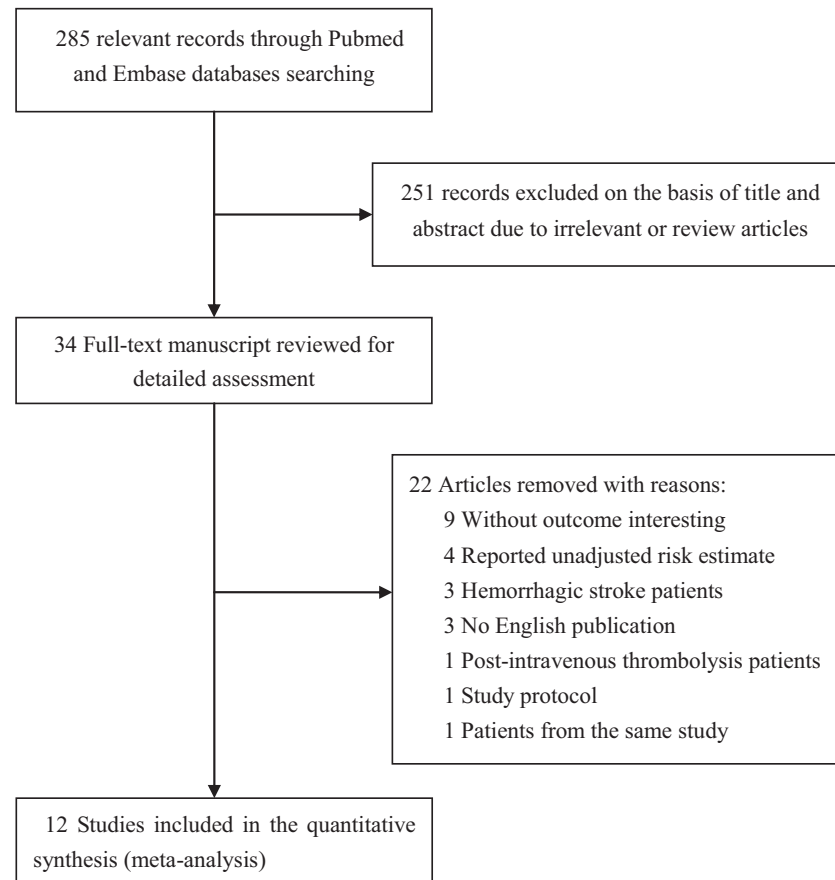 285 relevant records through Pubmed
and Embase databases searching
251 records excluded on the basis of title and
abstract due to irrelevant or review articles
34 Full-text manuscript reviewed for
detailed assessment
22 Articles removed with reasons:
9 Without outcome interesting
4 Reported unadjusted risk estimate
3 Hemorrhagic stroke patients
3 No English publication
1 Post-intravenous thrombolysis patients
1 Study protocol
1 Patients from the same study
12 Studies included in the quantitative
synthesis (meta-analysis)